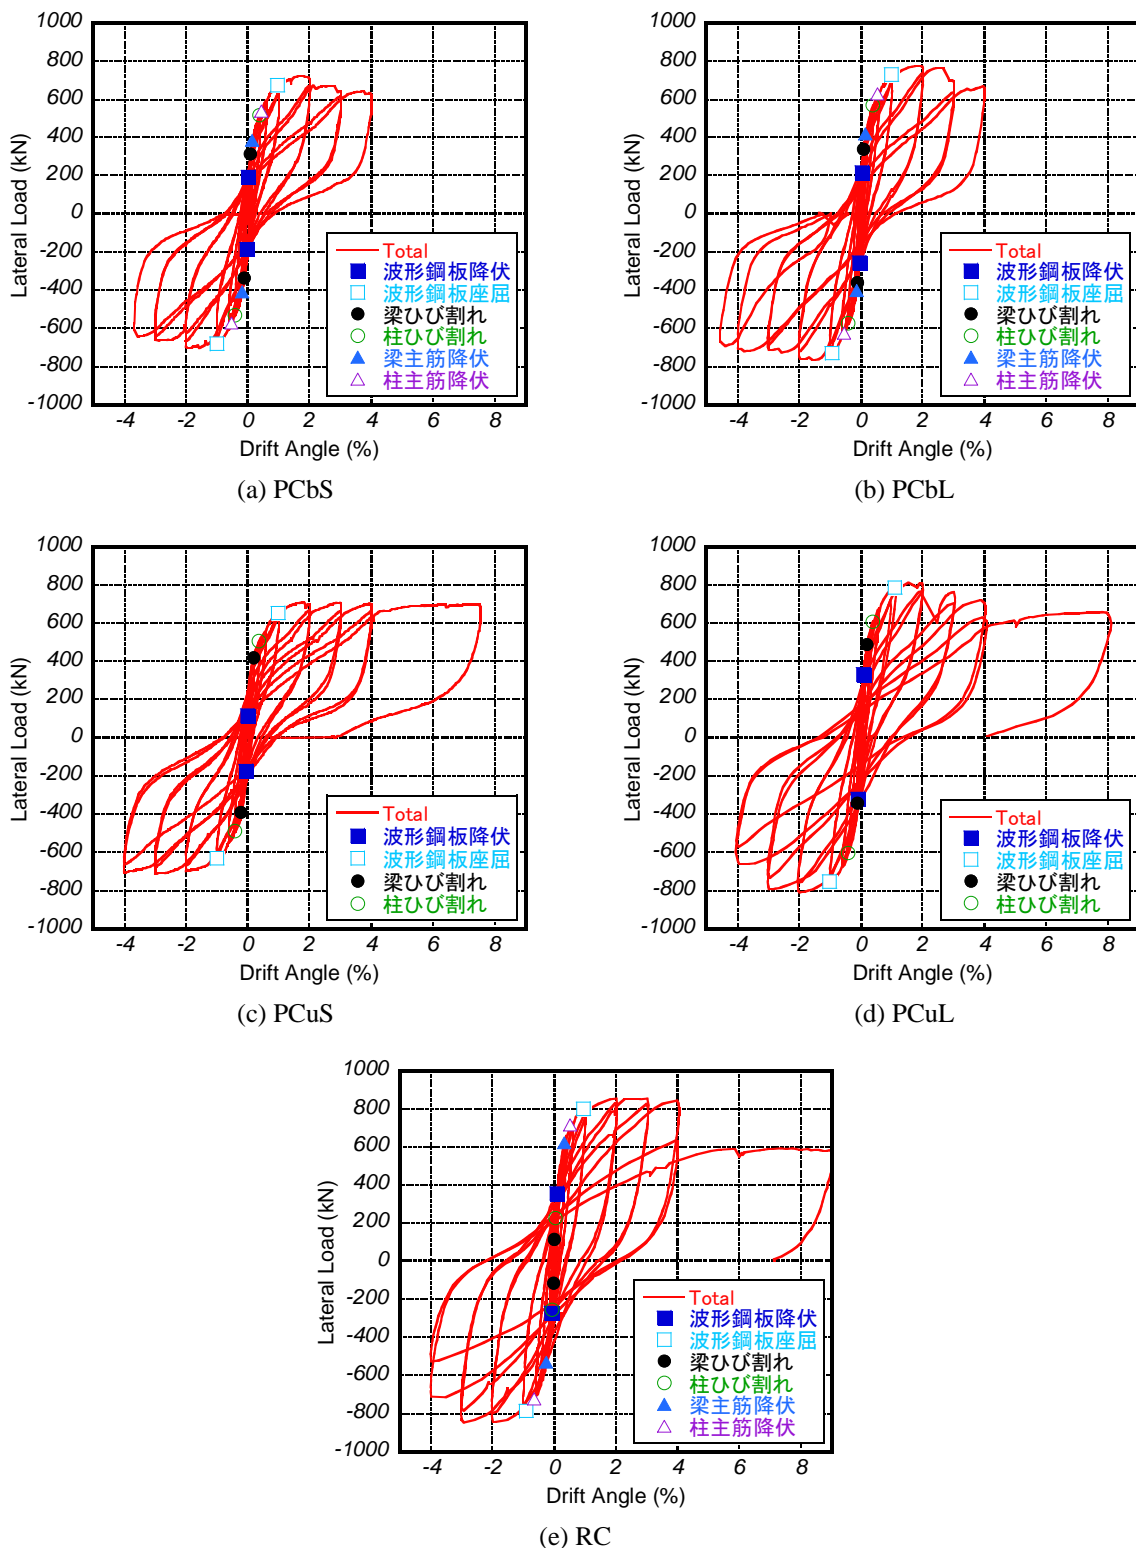 1000
800
600
400
200
0
-200
-400
-600
-800
-1000
Lateral Load (kN)
Total
波形鋼板降伏
波形鋼板座屈
梁ひび割れ
柱ひび割れ
梁主筋降伏
柱主筋降伏
-4 -2 0 2 4 6 8
Drift Angle (%)
(a) PCbS
1000
800
600
400
200
0
-200
-400
-600
-800
-1000
Lateral Load (kN)
Total
波形鋼板降伏
波形鋼板座屈
梁ひび割れ
柱ひび割れ
梁主筋降伏
柱主筋降伏
-4 -2 0 2 4 6 8
Drift Angle (%)
(b) PCbL
1000
800
600
400
200
0
-200
-400
-600
-800
-1000
Lateral Load (kN)
Total
波形鋼板降伏
波形鋼板座屈
梁ひび割れ
柱ひび割れ
-4 -2 0 2 4 6 8
Drift Angle (%)
(c) PCuS
1000
800
600
400
200
0
-200
-400
-600
-800
-1000
Lateral Load (kN)
Total
波形鋼板降伏
波形鋼板座屈
梁ひび割れ
柱ひび割れ
-4 -2 0 2 4 6 8
Drift Angle (%)
(d) PCuL
1000
800
600
400
200
0
-200
-400
-600
-800
-1000
Lateral Load (kN)
Total
波形鋼板降伏
波形鋼板座屈
梁ひび割れ
柱ひび割れ
梁主筋降伏
柱主筋降伏
-4 -2 0 2 4 6 8
Drift Angle (%)
(e) RC